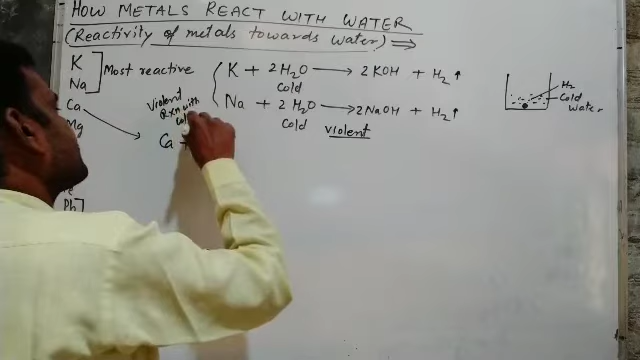 HOW METALS REACT WITH WATER
(Reactivity of metals towards water) ⇒
K
Na
Most reactive
Ca
Mg
Pb
K + 2H₂O → 2KOH + H₂↑
Cold
Na + 2H₂O → 2NaOH + H₂↑
Cold
violent
Violent
Rxn with
Ca +
H₂
Cold
water